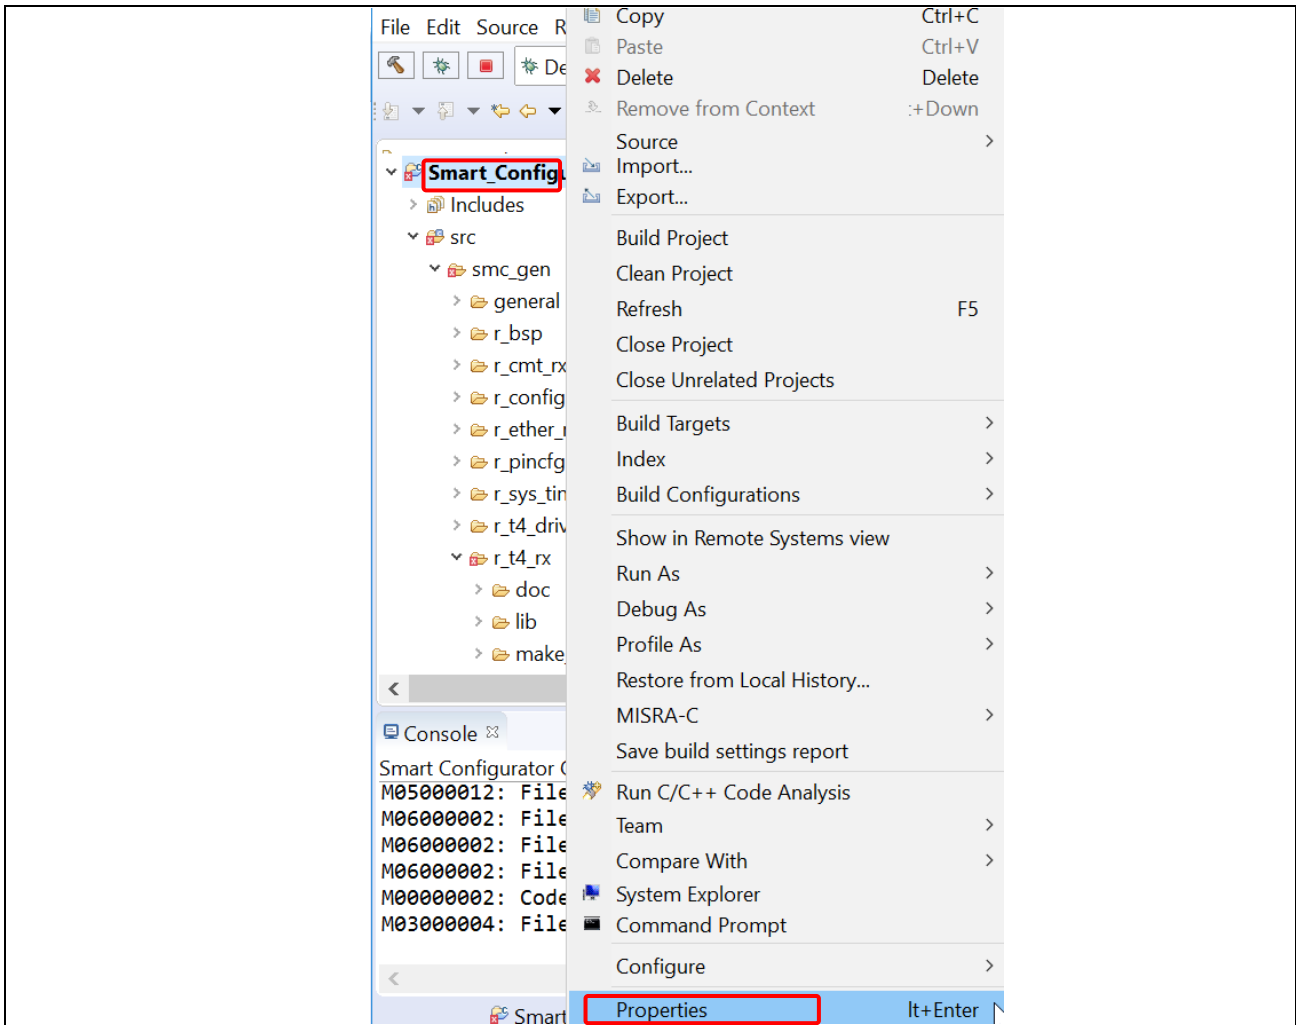 File Edit Source R
De
Smart_Configu
Includes
src
smc_gen
general
r_bsp
r_cmt_rx
r_config
r_ether_r
r_pincfg
r_sys_tin
r_t4_driv
r_t4_rx
doc
lib
make_
Console
Smart Configurator
M05000012: File
M06000002: File
M06000002: File
M06000002: File
M00000002: Code
M03000004: File
Smart
Copy Ctrl+C
Paste Ctrl+V
Delete Delete
Remove from Context :+Down
Source
Import...
Export...
Build Project
Clean Project
Refresh F5
Close Project
Close Unrelated Projects
Build Targets
Index
Build Configurations
Show in Remote Systems view
Run As
Debug As
Profile As
Restore from Local History...
MISRA-C
Save build settings report
Run C/C++ Code Analysis
Team
Compare With
System Explorer
Command Prompt
Configure
Properties lt+Enter